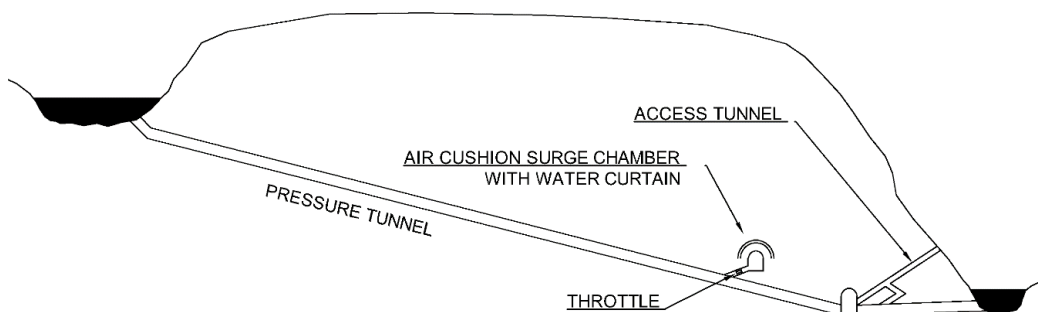 ACCESS TUNNEL
AIR CUSHION SURGE CHAMBER
WITH WATER CURTAIN
PRESSURE TUNNEL
THROTTLE